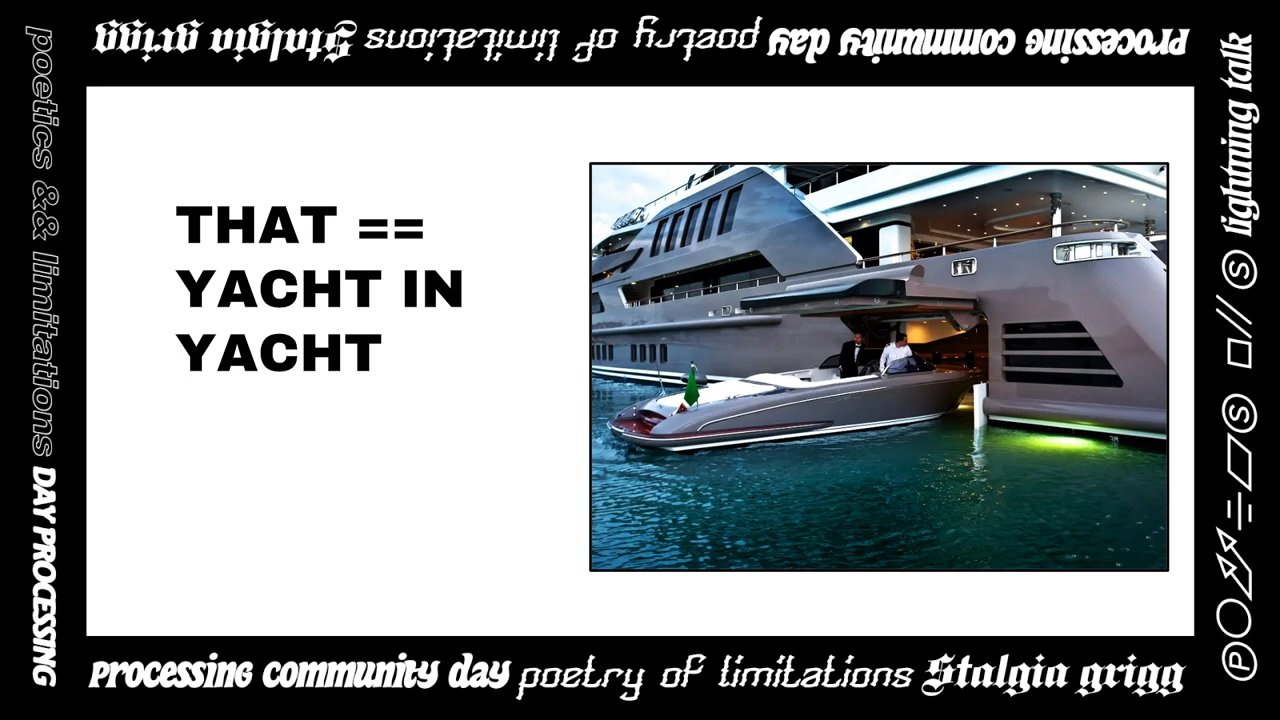 processing community day poetry of limitations Stalgia grigg
poetics && limitations DAY PROCESSING
THAT ==
YACHT IN
YACHT
lightning talk
processing community day poetry of limitations Stalgia grigg